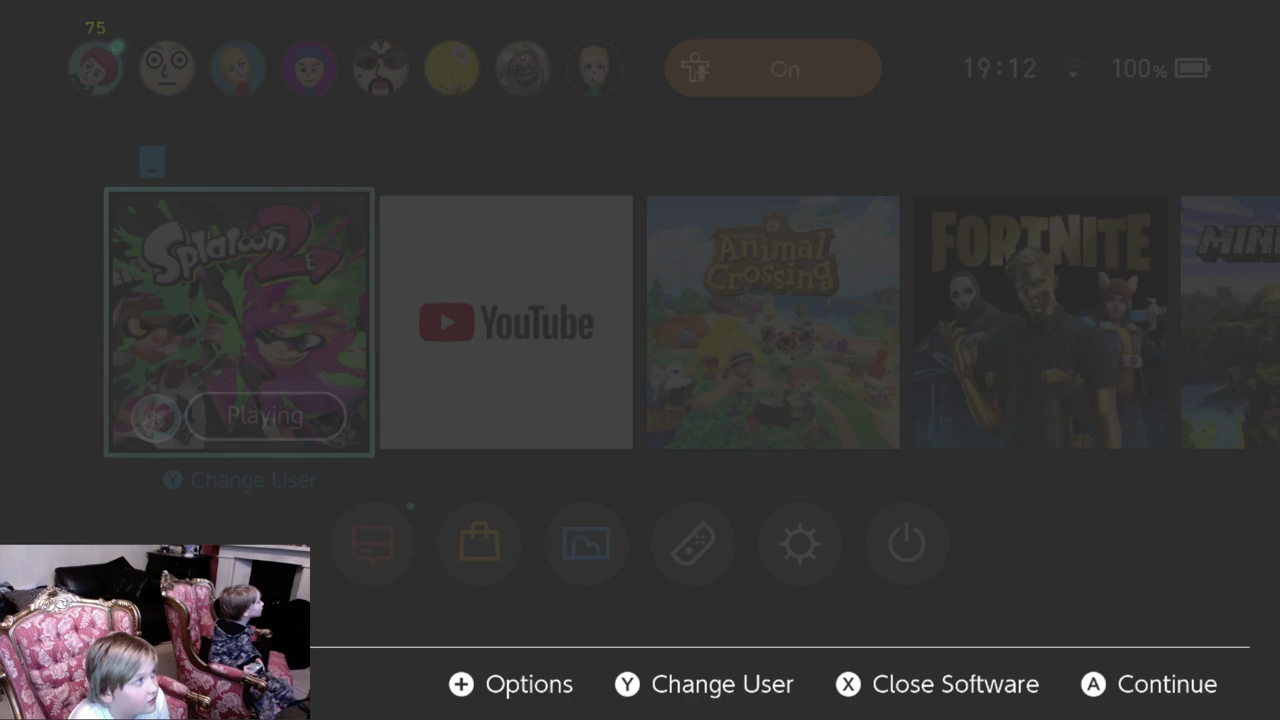 75
On
19:12
100%
Splatoon 2
YouTube
Animal Crossing
FORTNITE
Playing
Y Change User
+ Options
Y Change User
X Close Software
A Continue